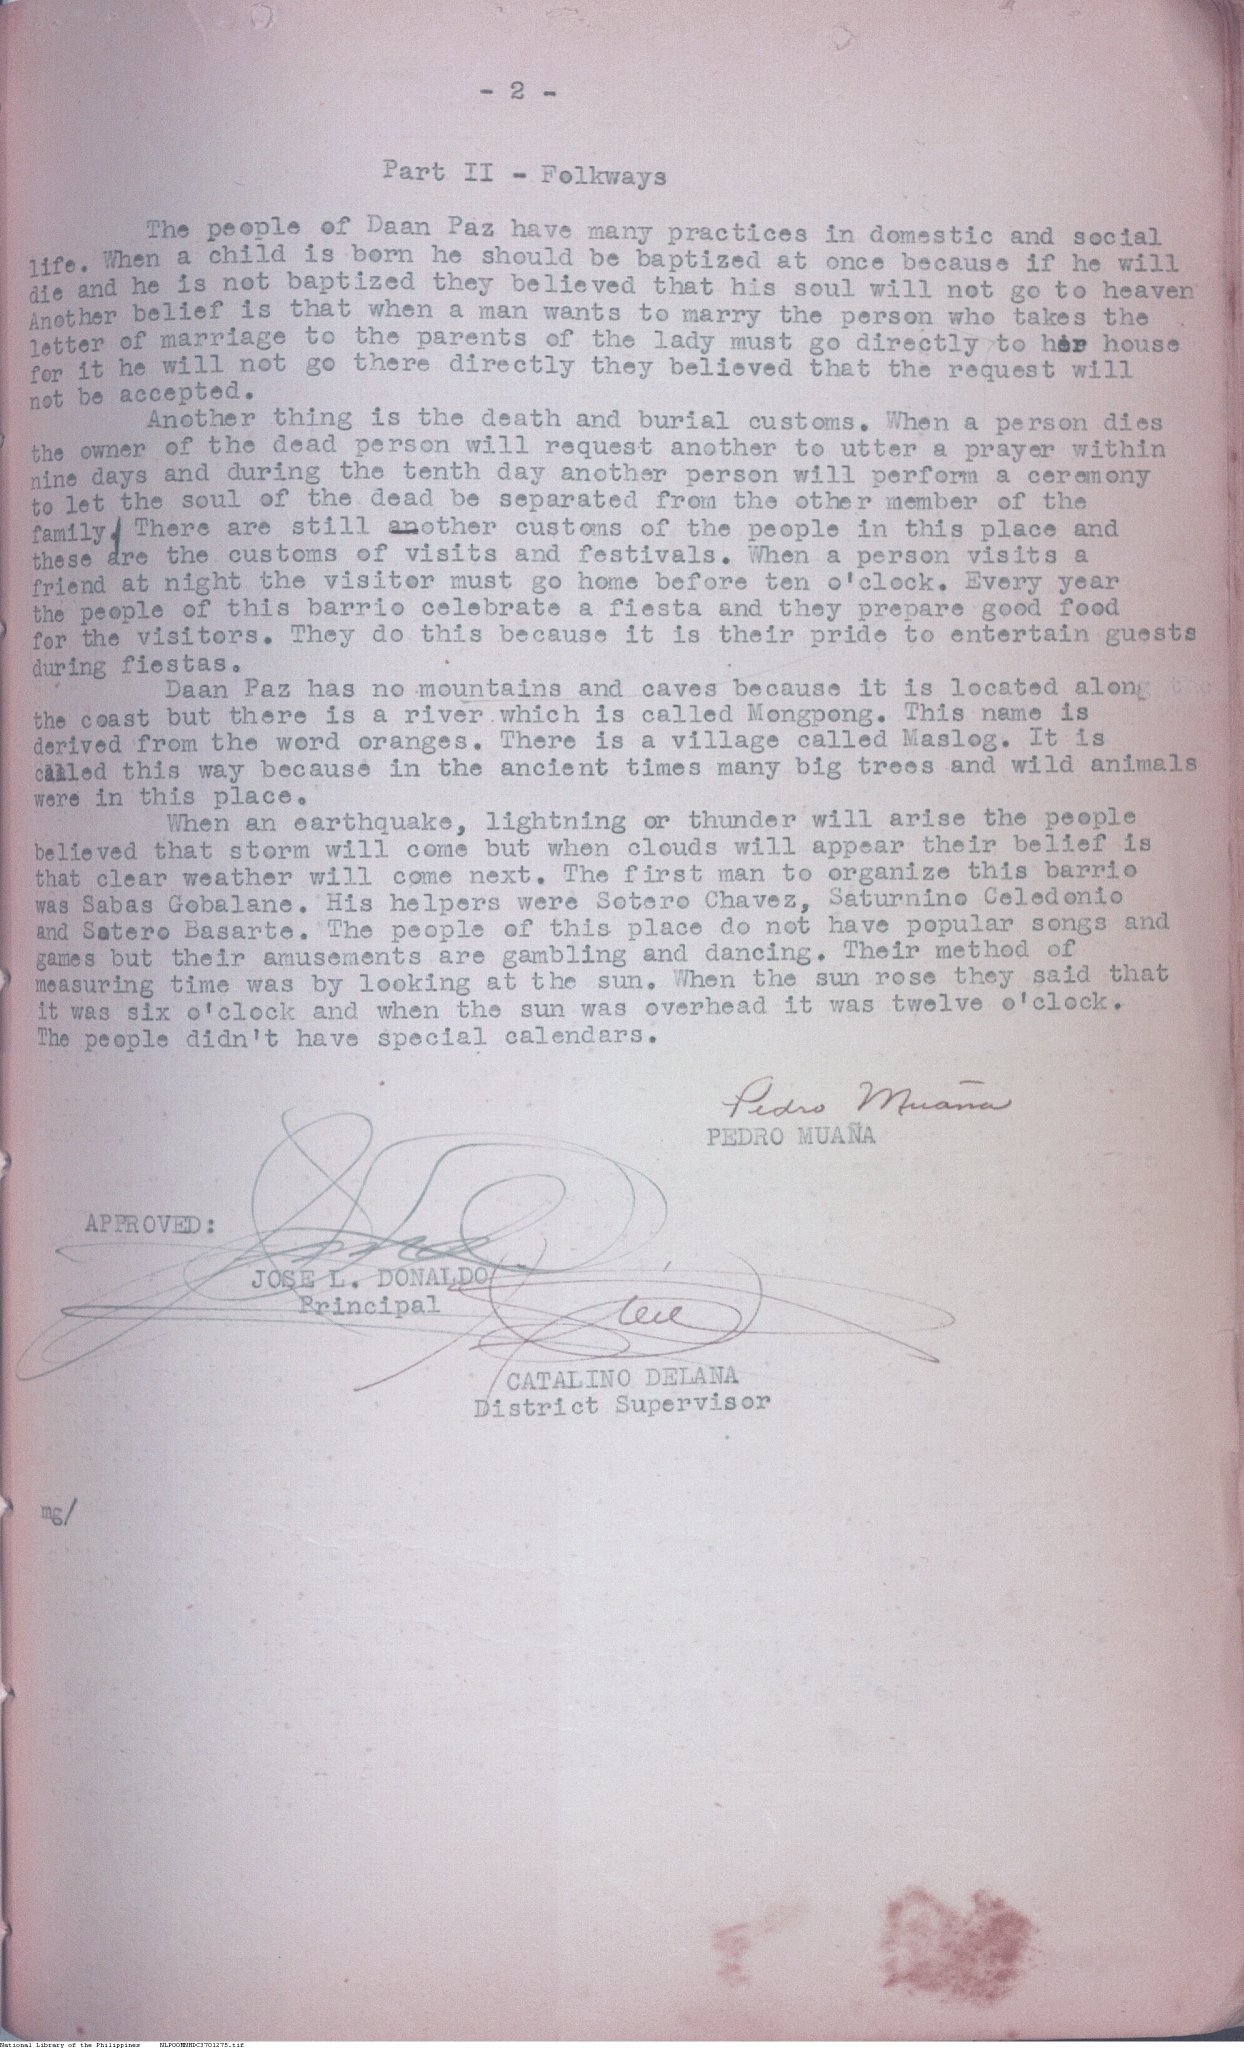 - 2 -
Part II - Folkways
The people of Daan Paz have many practices in domestic and social
life. When a child is born he should be baptized at once because if he will
die and he is not baptized they believed that his soul will not go to heaven
Another belief is that when a man wants to marry the person who takes the
letter of marriage to the parents of the lady must go directly to her house
for it he will not go there directly they believed that the request will
not be accepted.
Another thing is the death and burial customs. When a person dies
the owner of the dead person will request another to utter a prayer within
nine days and during the tenth day another person will perform a ceremony
to let the soul of the dead be separated from the other member of the
family. There are still other customs of the people in this place and
these are the customs of visits and festivals. When a person visits a
friend at night the visitor must go home before ten o'clock. Every year
the people of this barrio celebrate a fiesta and they prepare good food
for the visitors. They do this because it is their pride to entertain guests
during fiestas.
Daan Paz has no mountains and caves because it is located along the
the coast but there is a river which is called Mongpong. This name is
derived from the word oranges. There is a village called Maslog. It is
called this way because in the ancient times many big trees and wild animals
were in this place.
When an earthquake, lightning or thunder will arise the people
believed that storm will come but when clouds will appear their belief is
that clear weather will come next. The first man to organize this barrio
was Sabas Gobalane. His helpers were Sotero Chavez, Saturnino Celedonio
and Sotero Basarte. The people of this place do not have popular songs and
games but their amusements are gambling and dancing. Their method of
measuring time was by looking at the sun. When the sun rose they said that
it was six o'clock and when the sun was overhead it was twelve o'clock.
The people didn't have special calendars.
Pedro Muaña
PEDRO MUAÑA
APPROVED:
JOSE L. DONALDO
Principal
CATALINO DELANA
District Supervisor
mg/
National Library of the Philippines NLPOOMNHDC3701275.tif